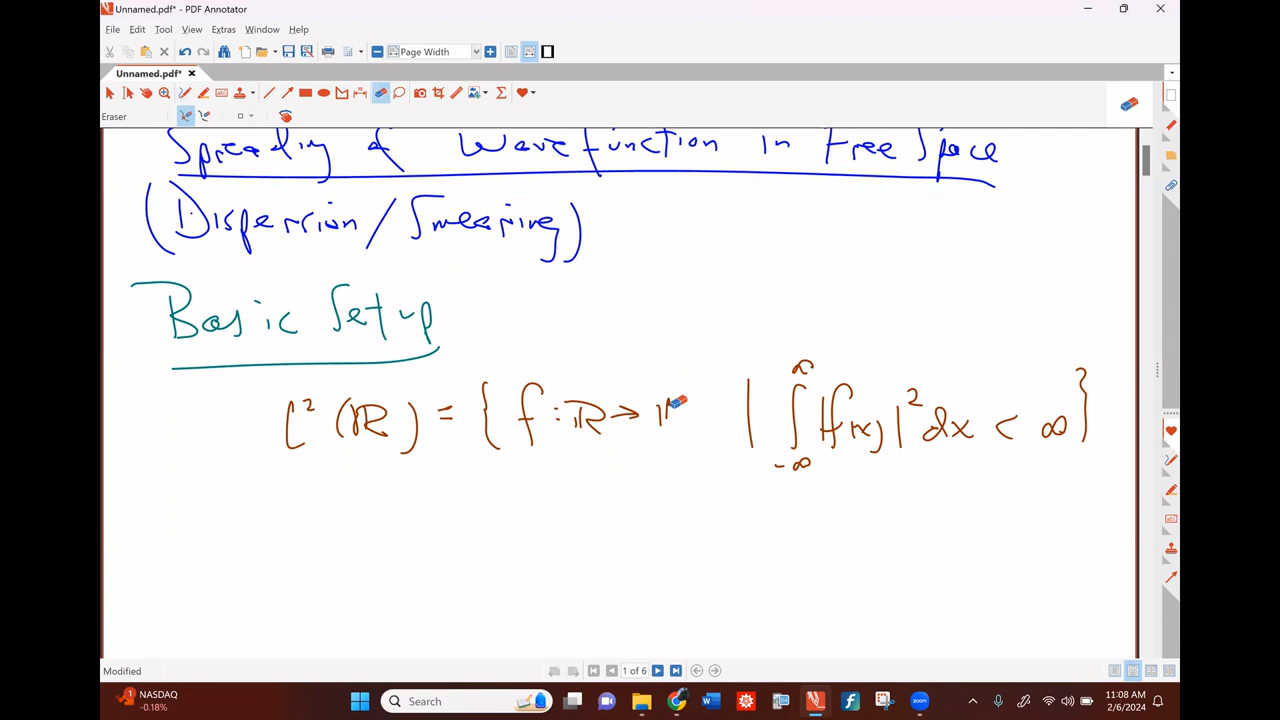 Unnamed.pdf* - PDF Annotator
File Edit Tool View Extras Window Help
Page Width
Unnamed.pdf*
Eraser
Spreading of Wavefunction in Free Space
(Dispersion/Smearing)
Basic Setup
L² (ℝ) = { f : ℝ → | ∫_{-∞}^{∞} |f(x)|² dx < ∞ }
Modified
1 of 6
NASDAQ
-0.18%
1
Search
zoom
11:08 AM
2/6/2024